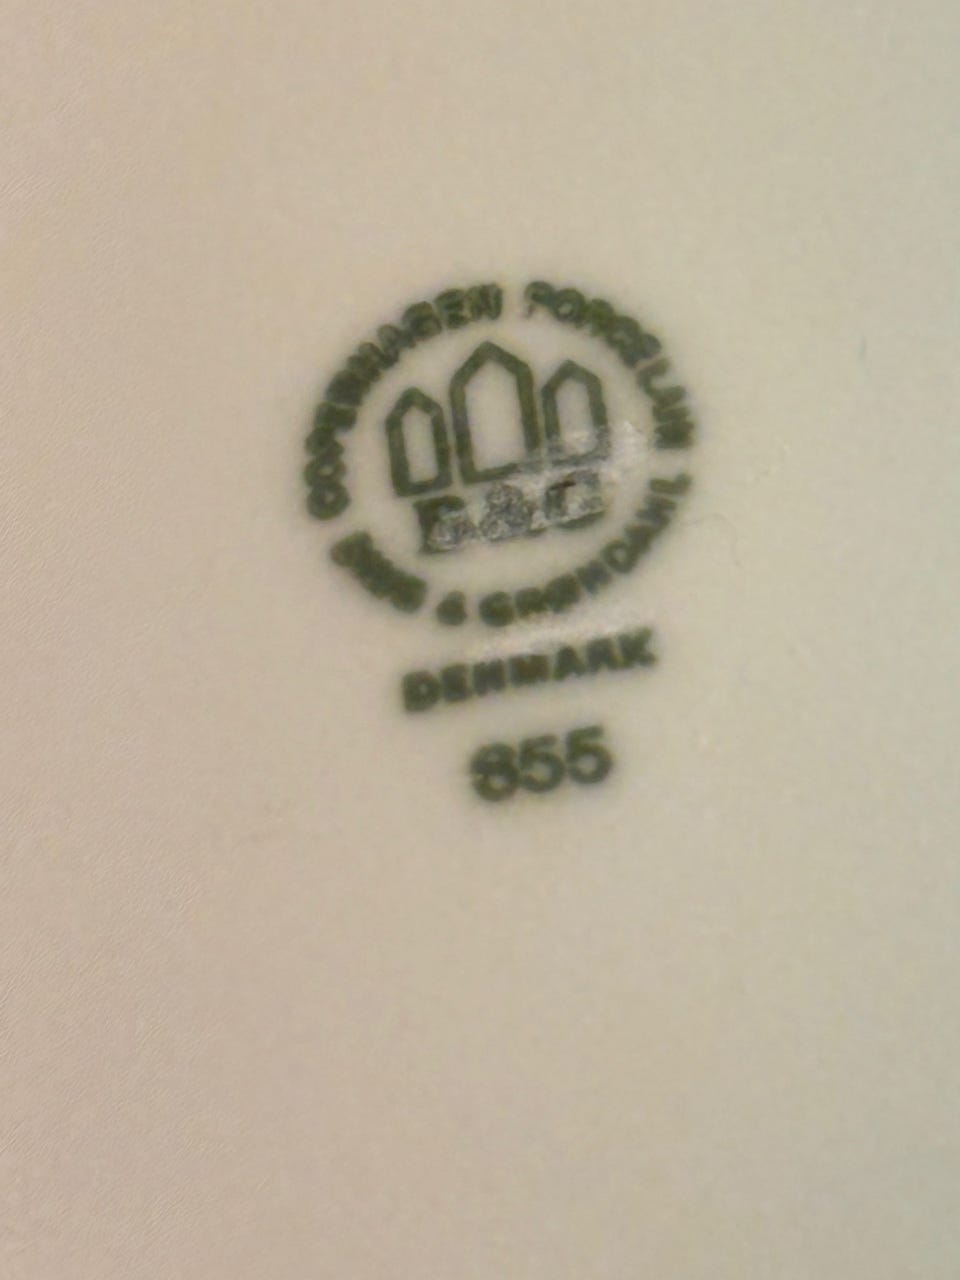 COPENHAGEN PORCELAIN
B&G
BING & GRØNDAHL
DENMARK
855